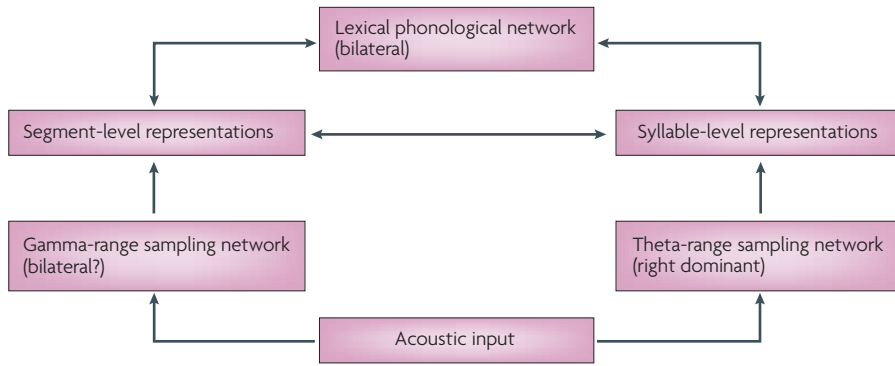 Lexical phonological network
(bilateral)
Segment-level representations
Syllable-level representations
Gamma-range sampling network
(bilateral?)
Theta-range sampling network
(right dominant)
Acoustic input